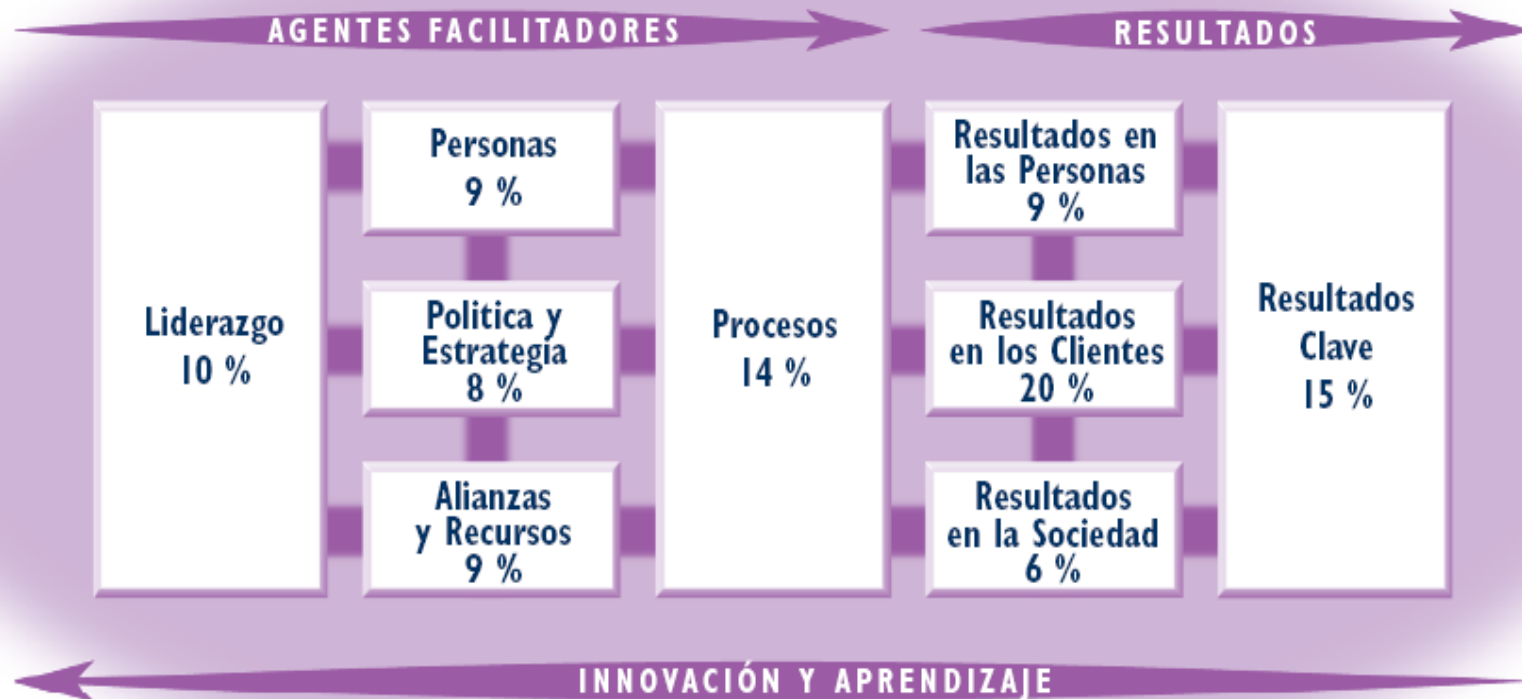 AGENTES FACILITADORES
RESULTADOS
Liderazgo
10 %
Personas
9 %
Politica y
Estrategia
8 %
Alianzas
y Recursos
9 %
Procesos
14 %
Resultados en
las Personas
9 %
Resultados
en los Clientes
20 %
Resultados
en la Sociedad
6 %
Resultados
Clave
15 %
INNOVACIÓN Y APRENDIZAJE